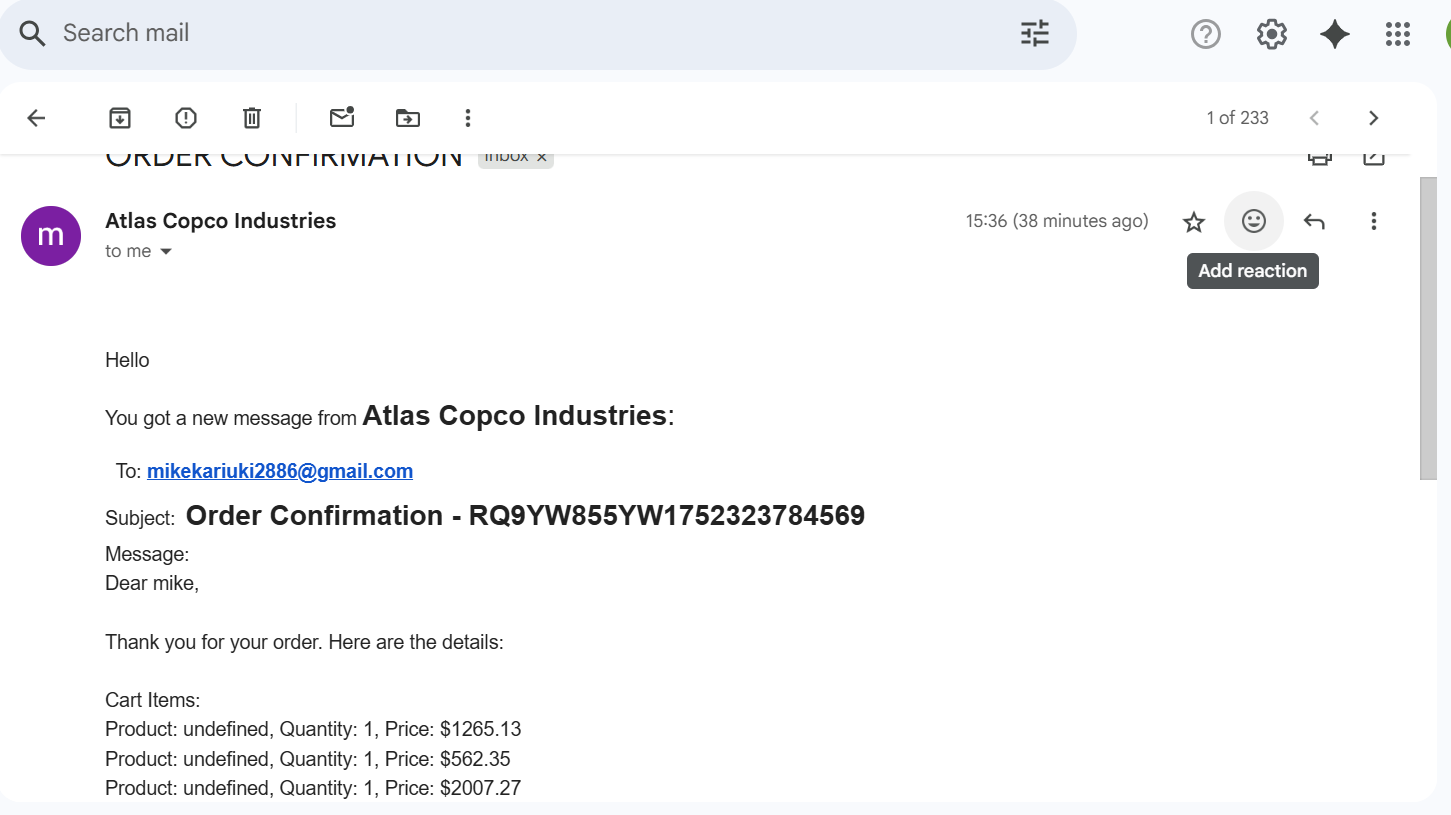 Search mail
1 of 233
ORDER CONFIRMATION Inbox ×
m
Atlas Copco Industries
15:36 (38 minutes ago)
to me
Add reaction
Hello
You got a new message from Atlas Copco Industries:
To: mikekariuki2886@gmail.com
Subject: Order Confirmation - RQ9YW855YW1752323784569
Message:
Dear mike,
Thank you for your order. Here are the details:
Cart Items:
Product: undefined, Quantity: 1, Price: $1265.13
Product: undefined, Quantity: 1, Price: $562.35
Product: undefined, Quantity: 1, Price: $2007.27